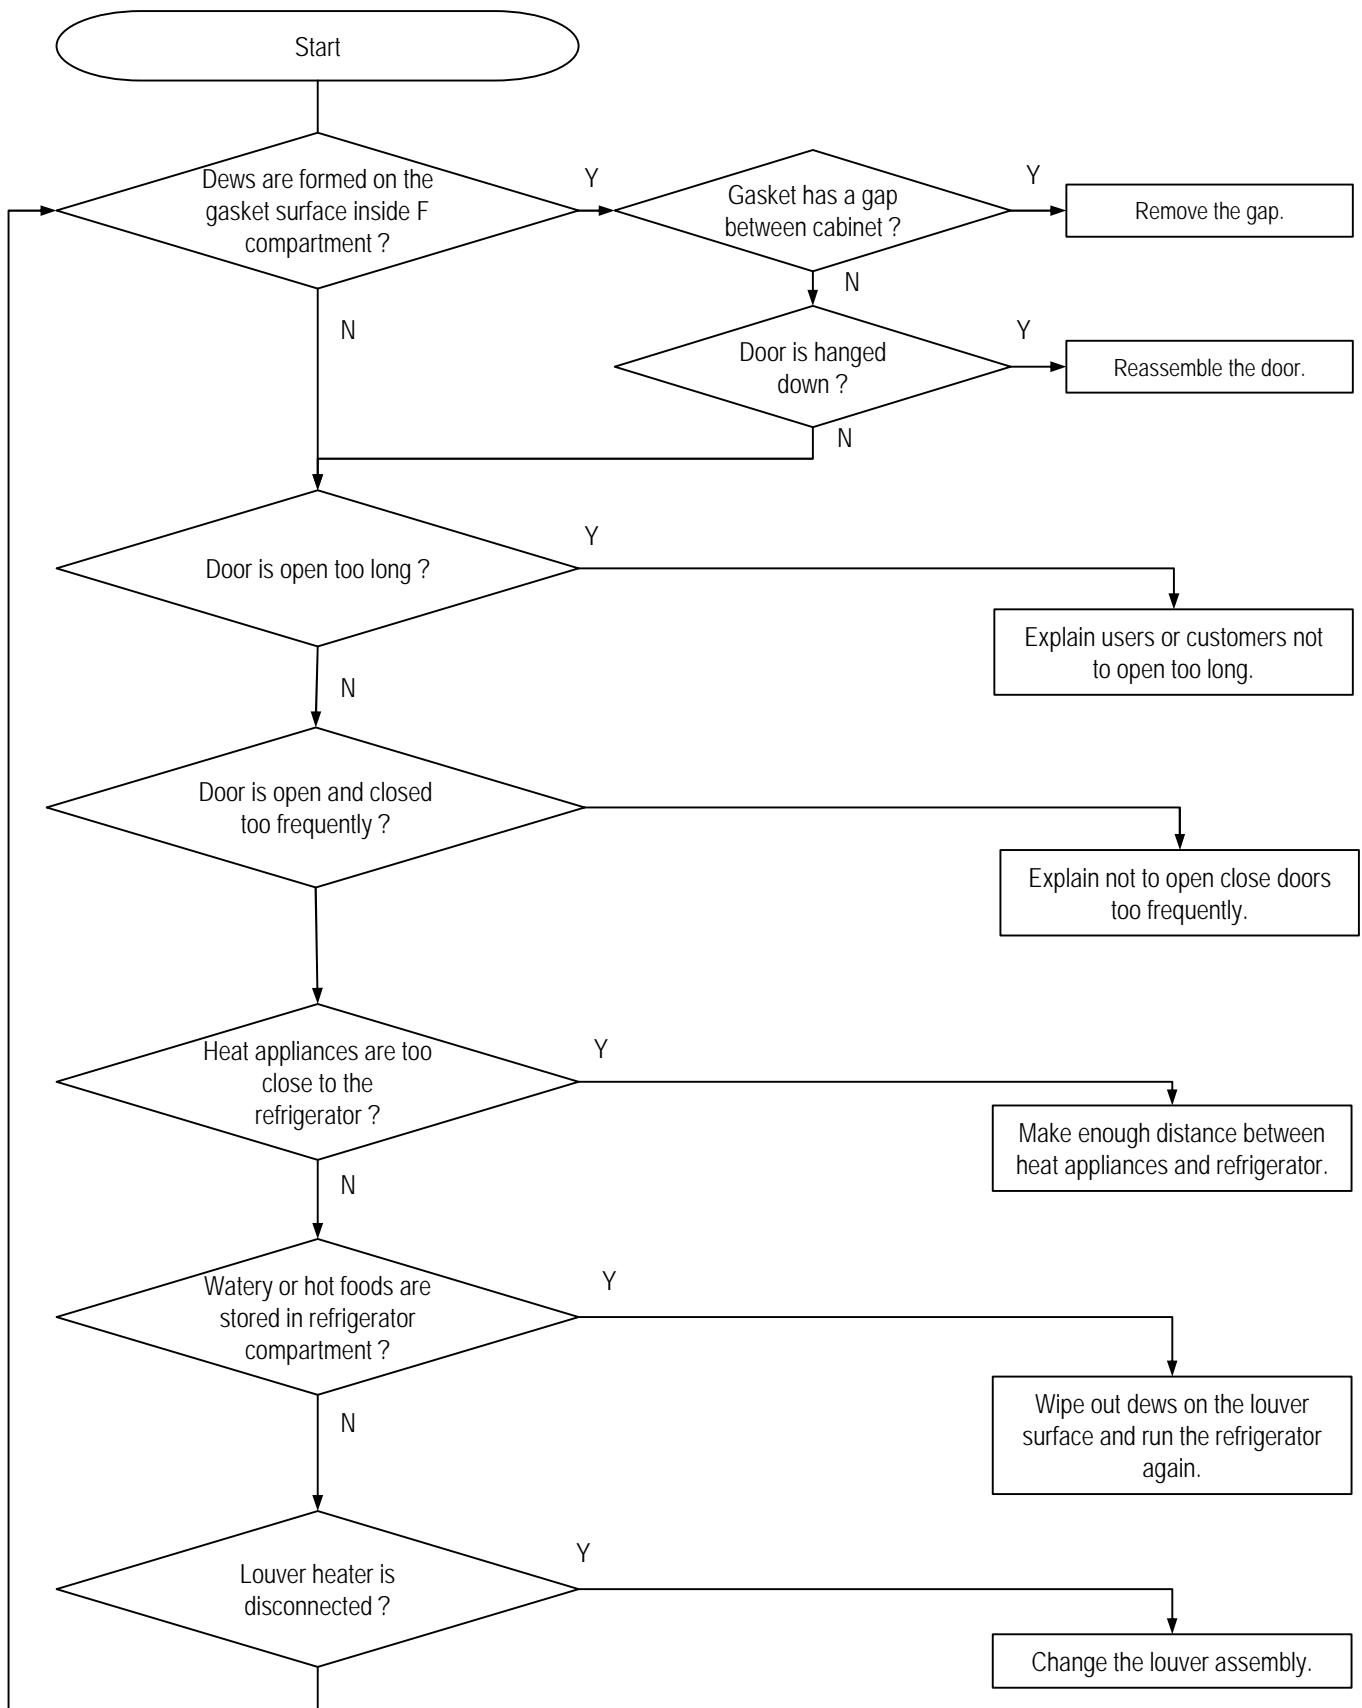 Start
Dews are formed on the
gasket surface inside F
compartment ?
Y
Gasket has a gap
between cabinet ?
Y
Remove the gap.
N
N
Door is hanged
down ?
Y
Reassemble the door.
N
Door is open too long ?
Y
Explain users or customers not
to open too long.
N
Door is open and closed
too frequently ?
Explain not to open close doors
too frequently.
Heat appliances are too
close to the
refrigerator ?
Y
Make enough distance between
heat appliances and refrigerator.
N
Watery or hot foods are
stored in refrigerator
compartment ?
Y
Wipe out dews on the louver
surface and run the refrigerator
again.
N
Louver heater is
disconnected ?
Y
Change the louver assembly.